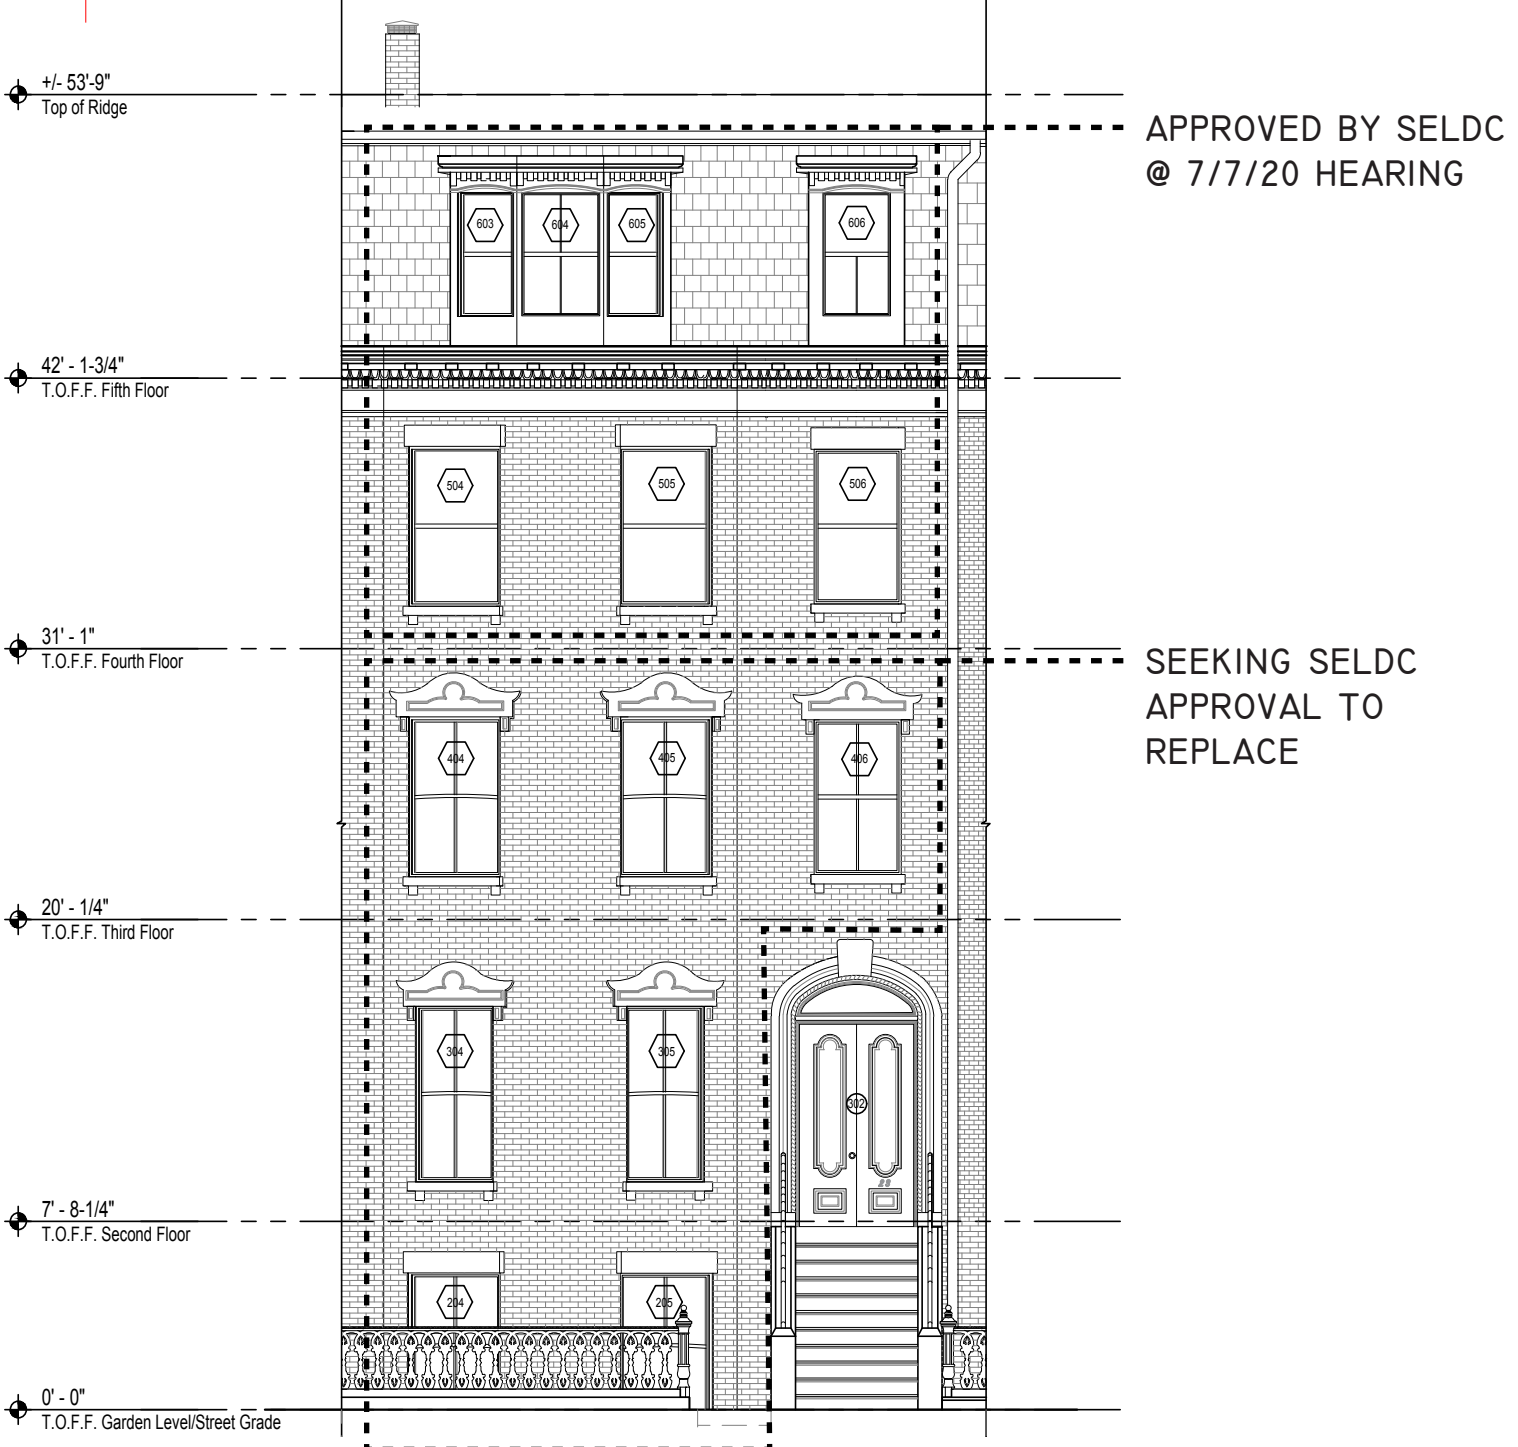 +/- 53'-9"
Top of Ridge
APPROVED BY SELDC
@ 7/7/20 HEARING
603
604
605
606
42' - 1-3/4"
T.O.F.F. Fifth Floor
504
505
506
31' - 1"
T.O.F.F. Fourth Floor
SEEKING SELDC
APPROVAL TO
REPLACE
404
405
406
20' - 1/4"
T.O.F.F. Third Floor
304
305
302
23
7' - 8-1/4"
T.O.F.F. Second Floor
204
205
0' - 0"
T.O.F.F. Garden Level/Street Grade